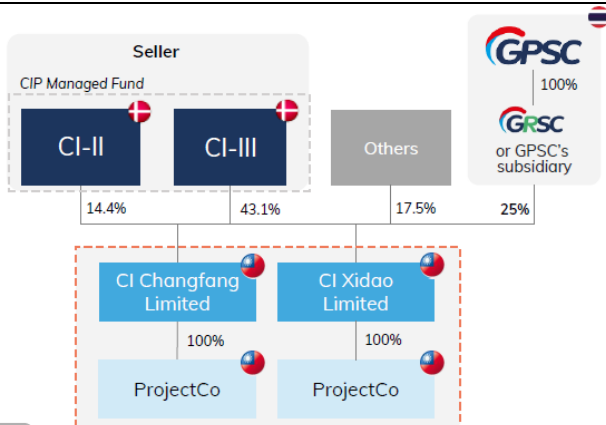 Seller
CIP Managed Fund
CI-II
CI-III
Others
GPSC
100%
GRSC
or GPSC's
subsidiary
14.4%
43.1%
17.5%
25%
CI Changfang
Limited
CI Xidao
Limited
100%
100%
ProjectCo
ProjectCo